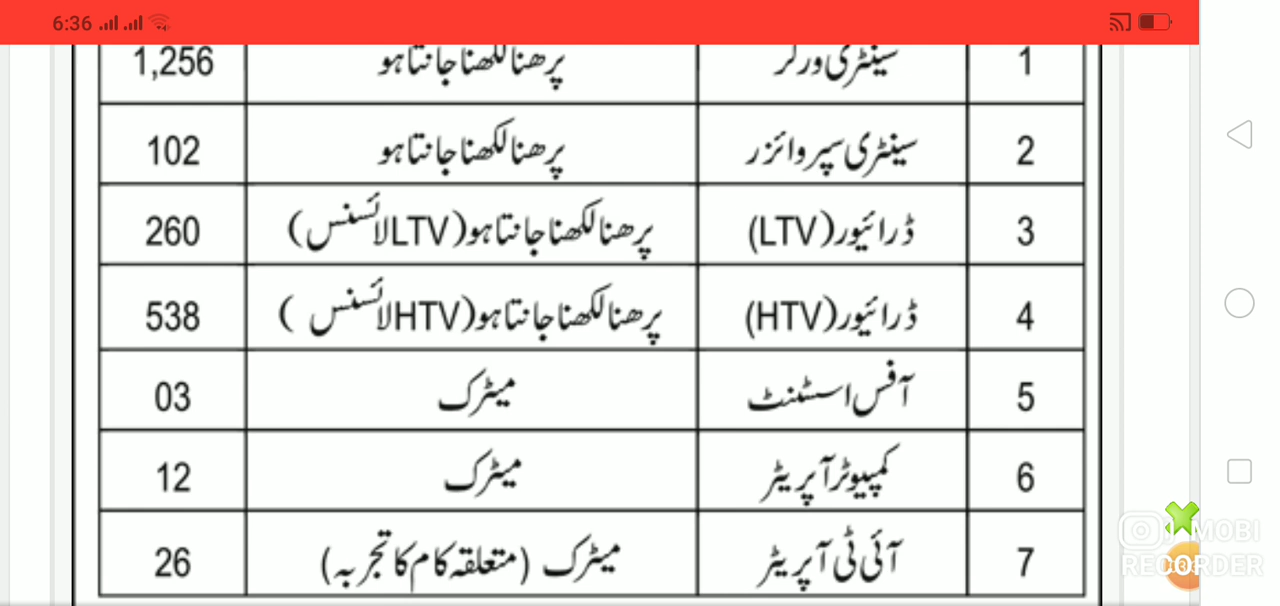 6:36
1 سینٹری ورکر پڑھنا لکھنا جانتا ہو 1,256
2 سینٹری سپروائزر پڑھنا لکھنا جانتا ہو 102
3 ڈرائیور (LTV) پڑھنا لکھنا جانتا ہو (LTV لائسنس) 260
4 ڈرائیور (HTV) پڑھنا لکھنا جانتا ہو (HTV لائسنس ) 538
5 آفس اسسٹنٹ میٹرک 03
6 کمپیوٹر آپریٹر میٹرک 12
7 آئی ٹی آپریٹر میٹرک (متعلقہ کام کا تجربہ) 26
MOBI
RECORDER